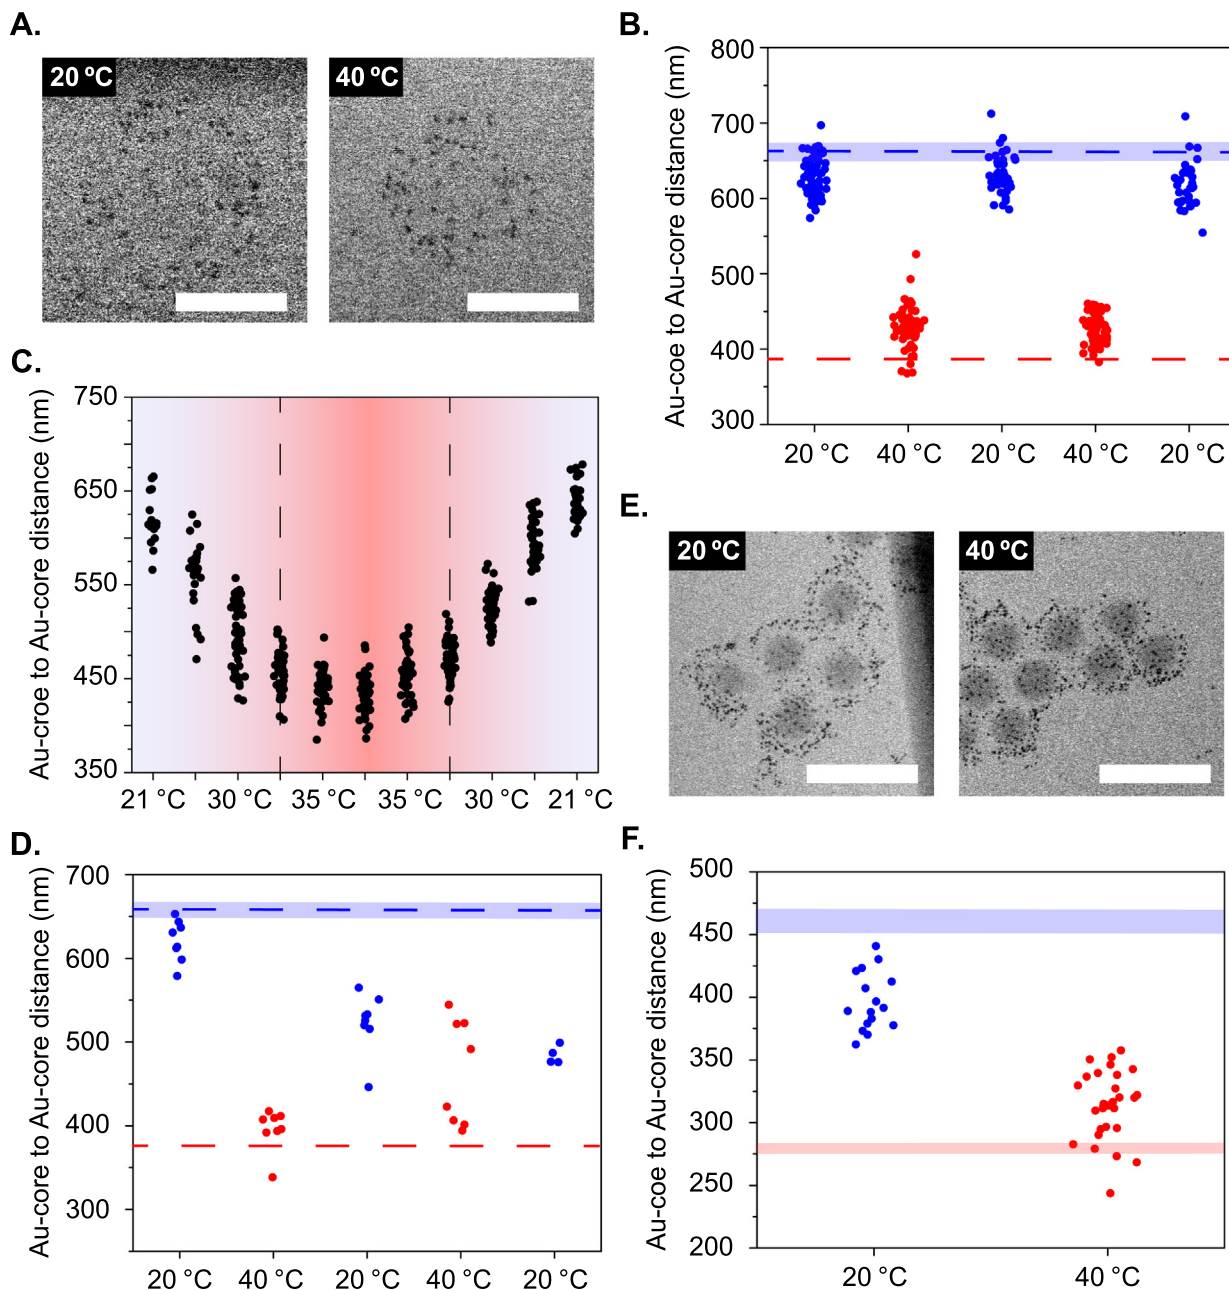 A.
20 ºC
40 ºC
B.
Au-coe to Au-core distance (nm)
800
700
600
500
400
300
20 °C
40 °C
20 °C
40 °C
20 °C
C.
Au-croe to Au-core distance (nm)
750
650
550
450
350
21 °C
30 °C
35 °C
35 °C
30 °C
21 °C
E.
20 ºC
40 ºC
D.
Au-core to Au-core distance (nm)
700
600
500
400
300
20 °C
40 °C
20 °C
40 °C
20 °C
F.
Au-coe to Au-core distance (nm)
500
450
400
350
300
250
200
20 °C
40 °C